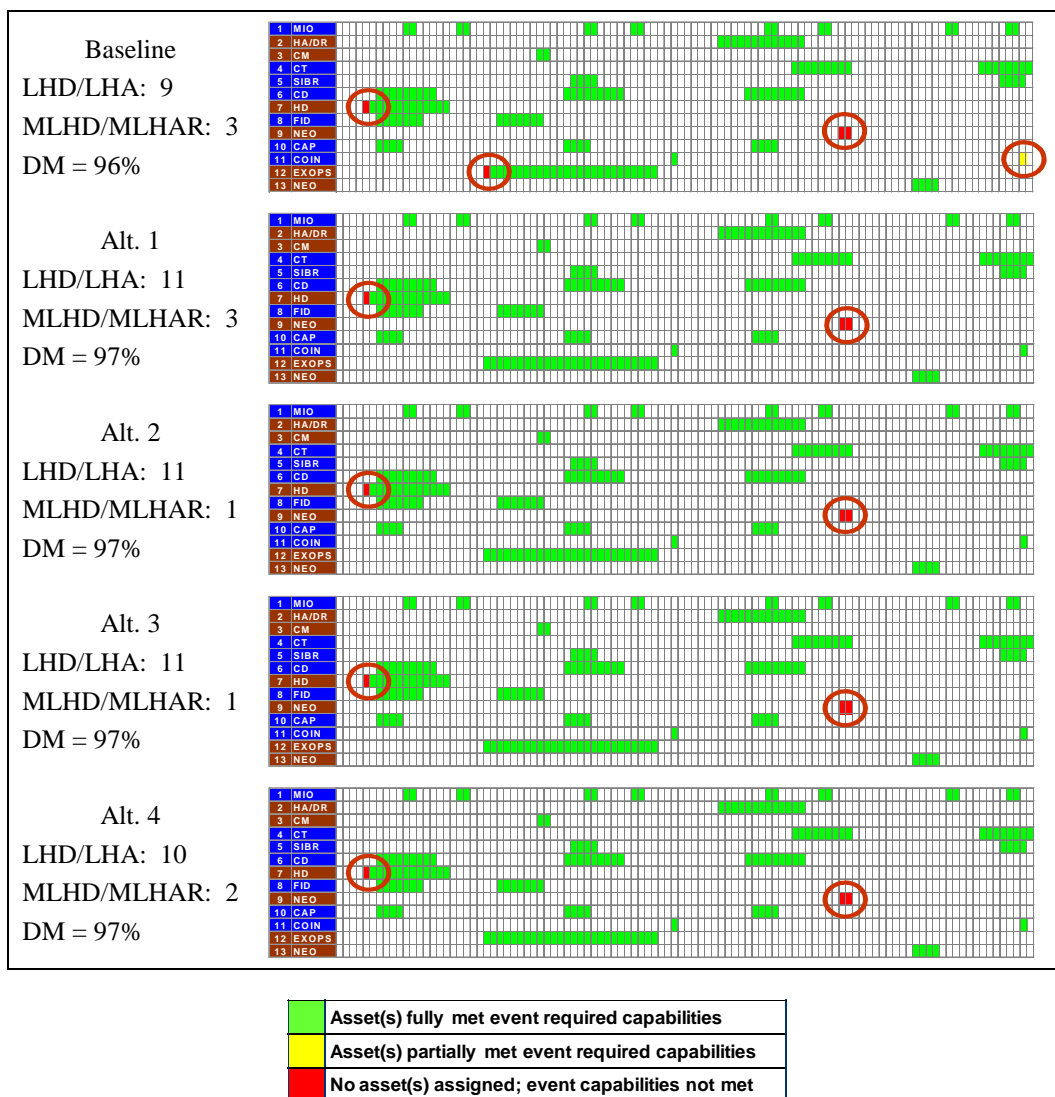 Baseline
LHD/LHA: 9
MLHD/MLHAR: 3
DM = 96%
1 MIO
2 HA/DR
3 CM
4 CT
5 SIBR
6 CD
7 HD
8 FID
9 NEO
10 CAP
11 COIN
12 EXOPS
13 NEO
Alt. 1
LHD/LHA: 11
MLHD/MLHAR: 3
DM = 97%
1 MIO
2 HA/DR
3 CM
4 CT
5 SIBR
6 CD
7 HD
8 FID
9 NEO
10 CAP
11 COIN
12 EXOPS
13 NEO
Alt. 2
LHD/LHA: 11
MLHD/MLHAR: 1
DM = 97%
1 MIO
2 HA/DR
3 CM
4 CT
5 SIBR
6 CD
7 HD
8 FID
9 NEO
10 CAP
11 COIN
12 EXOPS
13 NEO
Alt. 3
LHD/LHA: 11
MLHD/MLHAR: 1
DM = 97%
1 MIO
2 HA/DR
3 CM
4 CT
5 SIBR
6 CD
7 HD
8 FID
9 NEO
10 CAP
11 COIN
12 EXOPS
13 NEO
Alt. 4
LHD/LHA: 10
MLHD/MLHAR: 2
DM = 97%
1 MIO
2 HA/DR
3 CM
4 CT
5 SIBR
6 CD
7 HD
8 FID
9 NEO
10 CAP
11 COIN
12 EXOPS
13 NEO
Asset(s) fully met event required capabilities
Asset(s) partially met event required capabilities
No asset(s) assigned; event capabilities not met